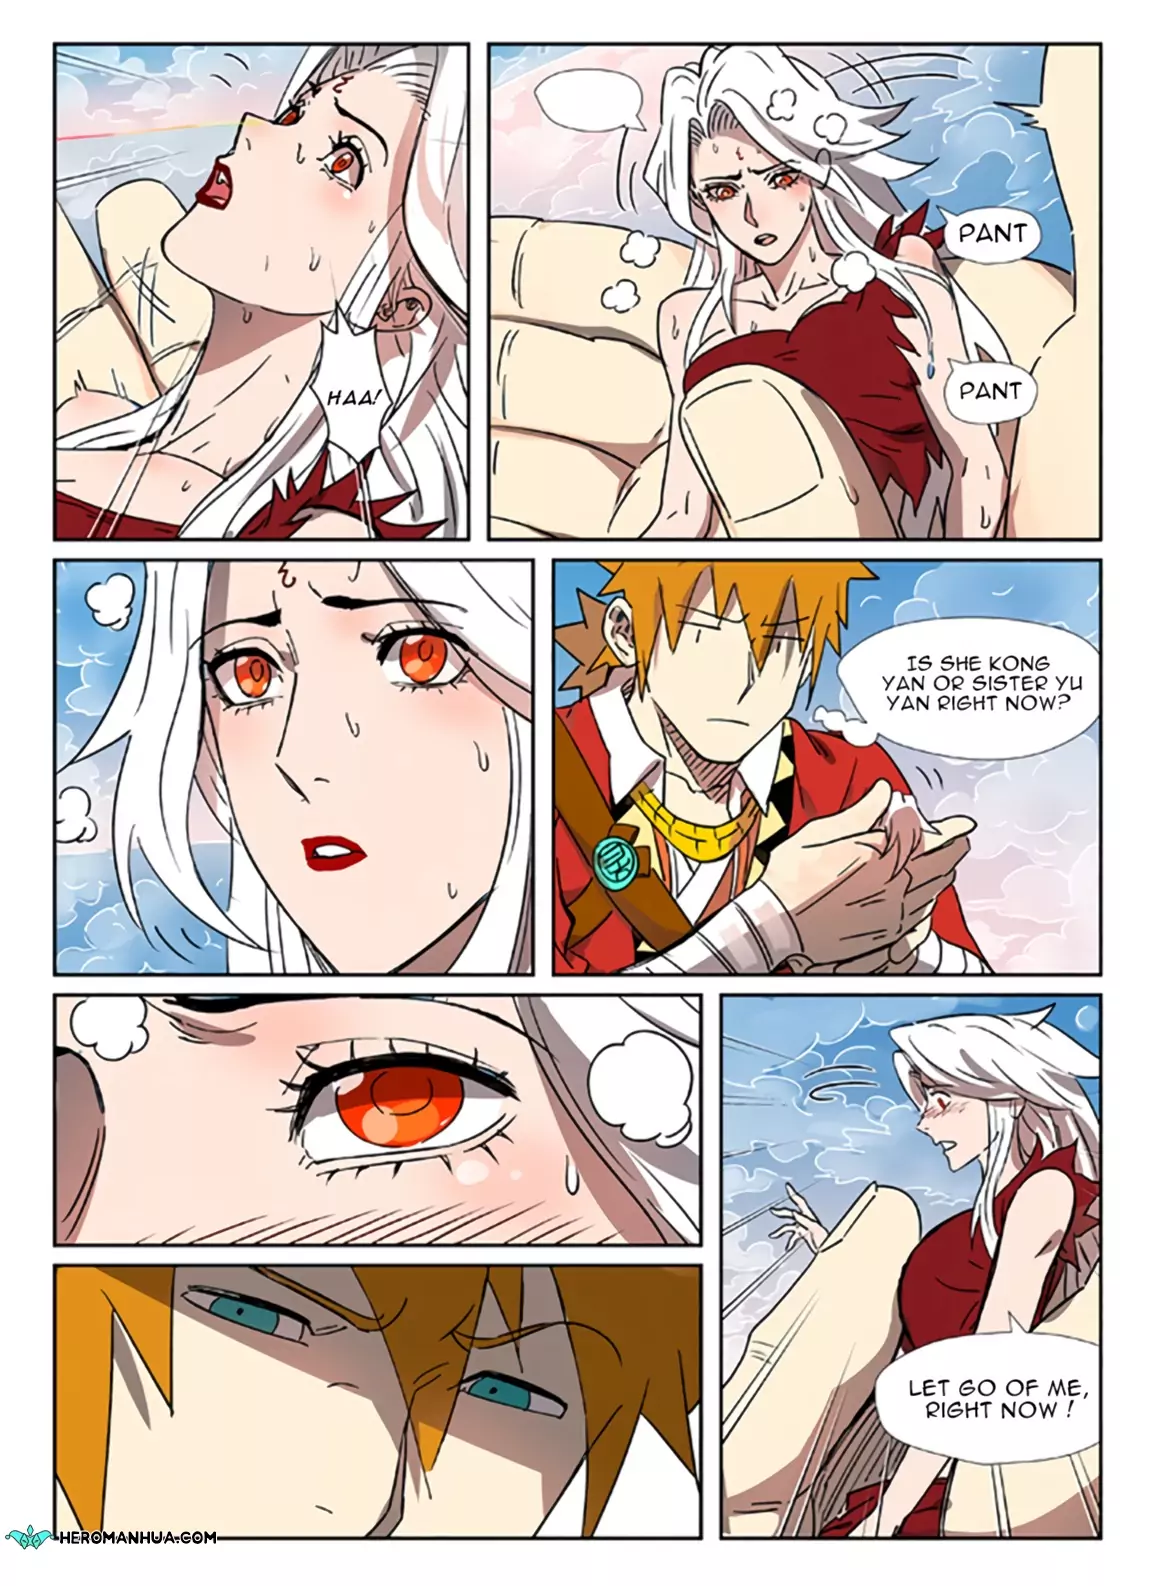 HAA!
PANT
PANT
IS SHE KONG
YAN OR SISTER YU
YAN RIGHT NOW?
LET GO OF ME,
RIGHT NOW!
HEROMANHUA.COM